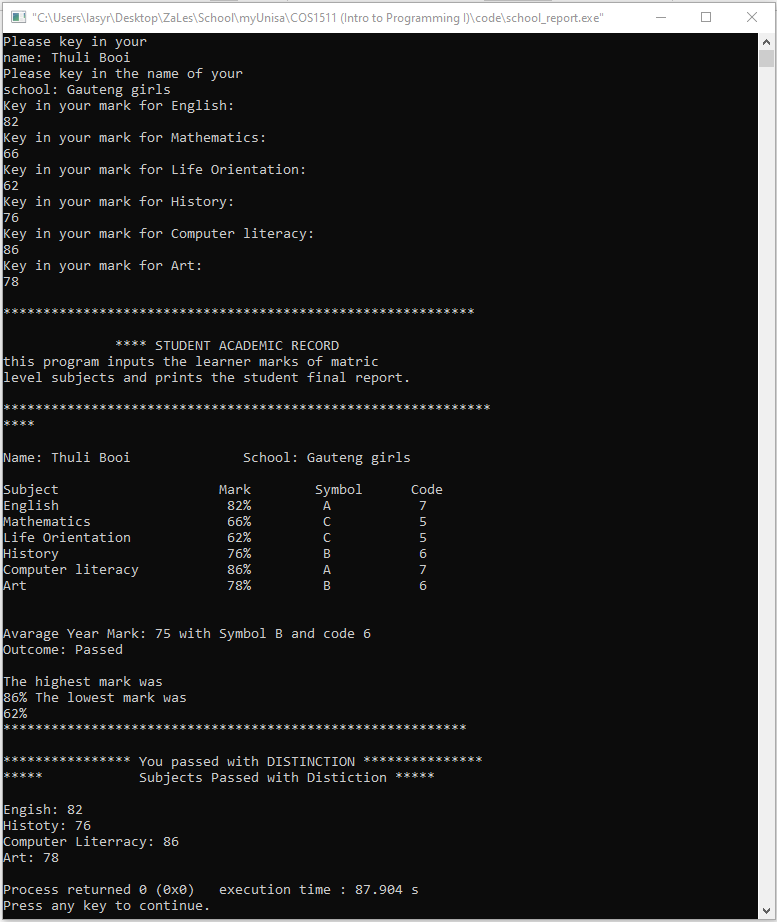 "C:\Users\lasyr\Desktop\ZaLes\School\myUnisa\COS1511 (Intro to Programming I)\code\school_report.exe"
Please key in your
name: Thuli Booi
Please key in the name of your
school: Gauteng girls
Key in your mark for English:
82
Key in your mark for Mathematics:
66
Key in your mark for Life Orientation:
62
Key in your mark for History:
76
Key in your mark for Computer literacy:
86
Key in your mark for Art:
78
***********************************************************
**** STUDENT ACADEMIC RECORD
this program inputs the learner marks of matric
level subjects and prints the student final report.
*************************************************************
****
Name: Thuli Booi              School: Gauteng girls
Subject                    Mark        Symbol      Code
English                     82%         A           7
Mathematics                 66%         C           5
Life Orientation            62%         C           5
History                     76%         B           6
Computer literacy           86%         A           7
Art                         78%         B           6
Avarage Year Mark: 75 with Symbol B and code 6
Outcome: Passed
The highest mark was
86% The lowest mark was
62%
**********************************************************
**************** You passed with DISTINCTION ***************
*****            Subjects Passed with Distiction *****
Engish: 82
Histoty: 76
Computer Literracy: 86
Art: 78
Process returned 0 (0x0)   execution time : 87.904 s
Press any key to continue.